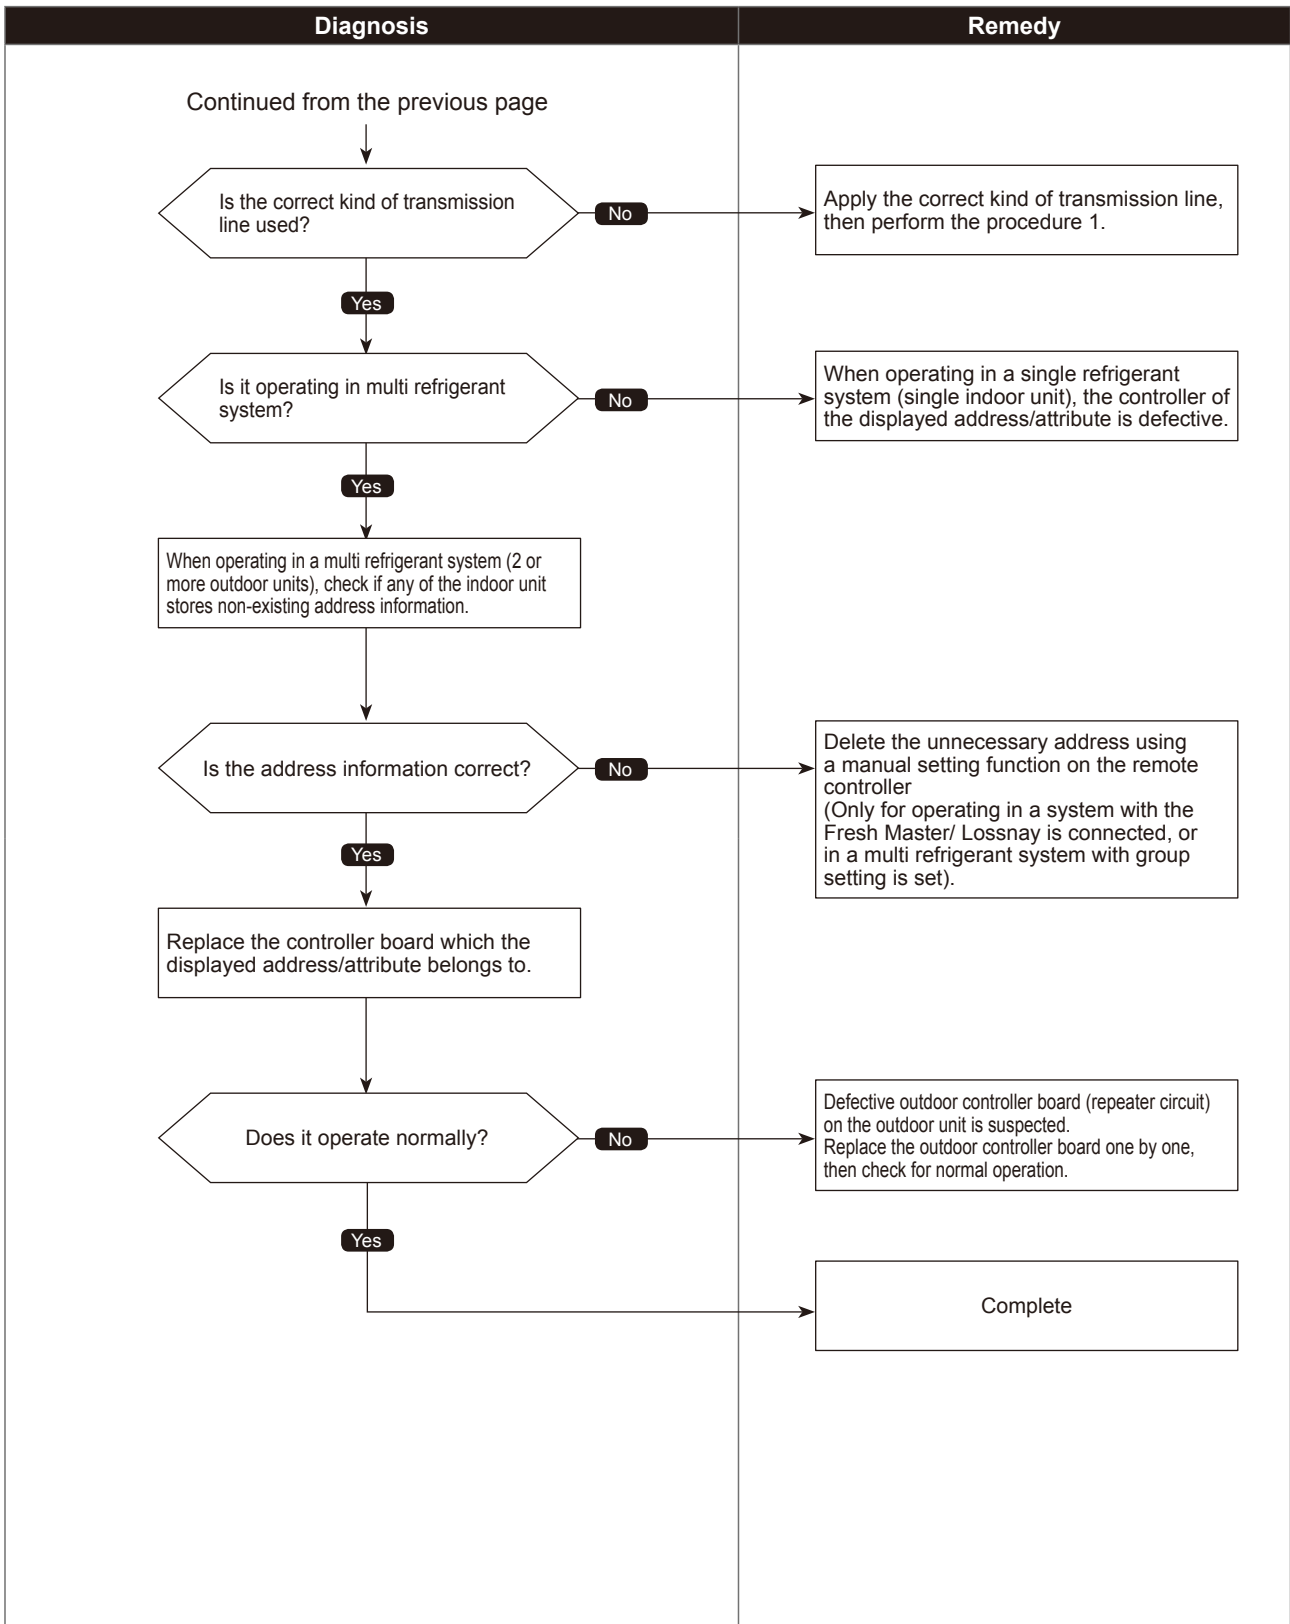 Diagnosis
Remedy
Continued from the previous page
Is the correct kind of transmission
line used?
No
Apply the correct kind of transmission line,
then perform the procedure 1.
Yes
Is it operating in multi refrigerant
system?
No
When operating in a single refrigerant
system (single indoor unit), the controller of
the displayed address/attribute is defective.
Yes
When operating in a multi refrigerant system (2 or
more outdoor units), check if any of the indoor unit
stores non-existing address information.
Is the address information correct?
No
Delete the unnecessary address using
a manual setting function on the remote
controller
(Only for operating in a system with the
Fresh Master/ Lossnay is connected, or
in a multi refrigerant system with group
setting is set).
Yes
Replace the controller board which the
displayed address/attribute belongs to.
Does it operate normally?
No
Defective outdoor controller board (repeater circuit)
on the outdoor unit is suspected.
Replace the outdoor controller board one by one,
then check for normal operation.
Yes
Complete